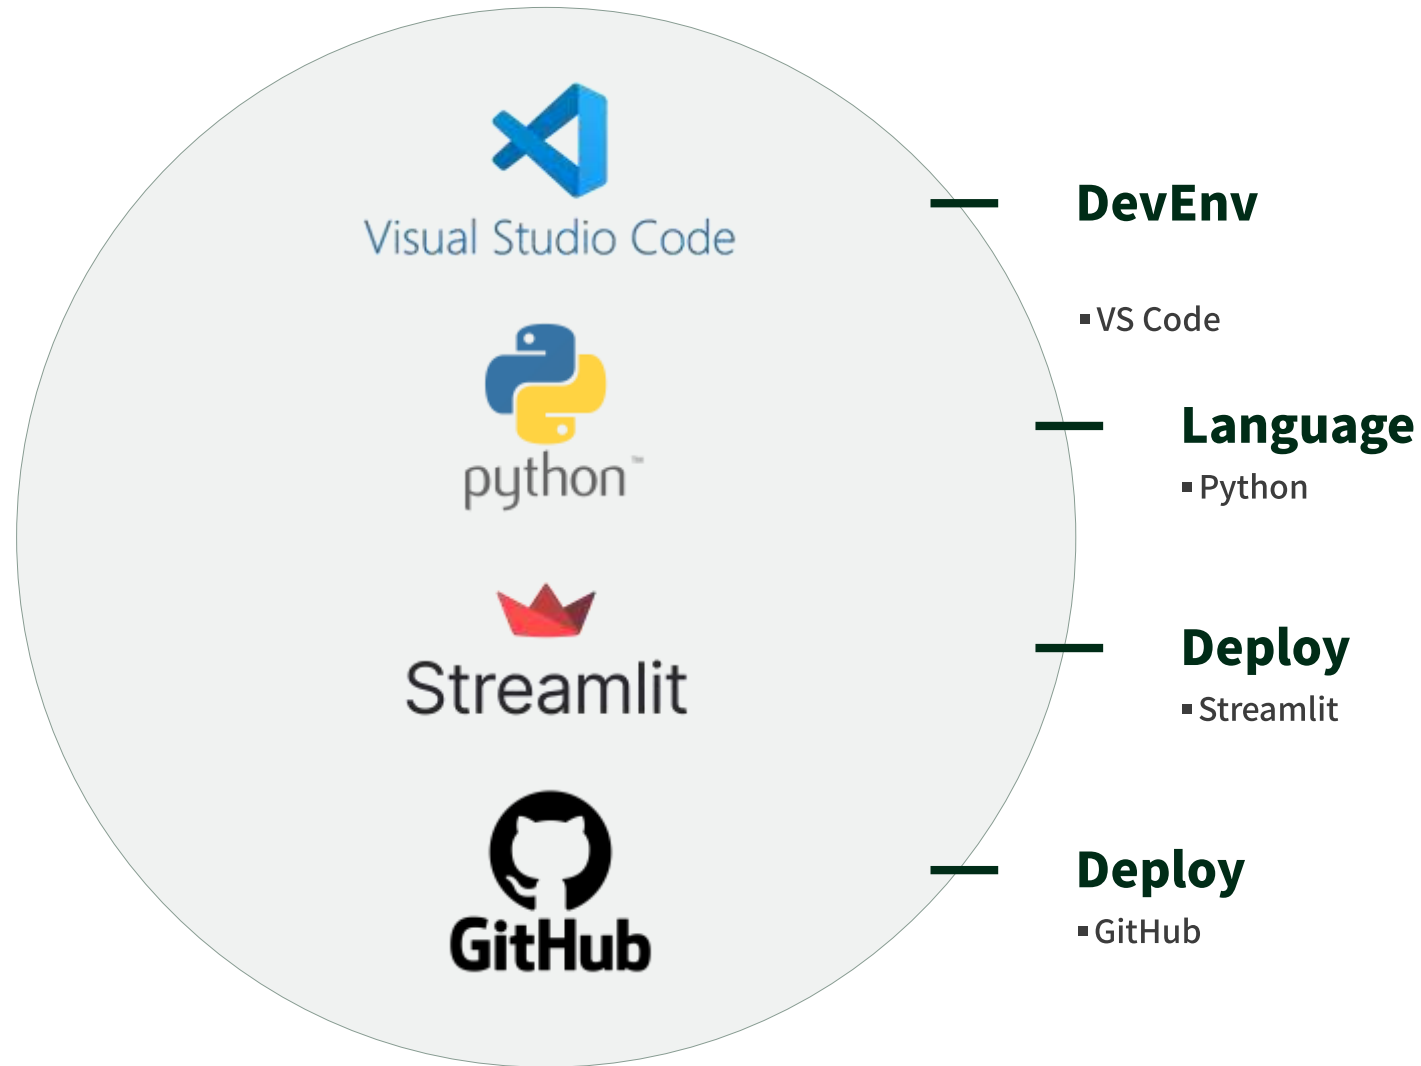 Visual Studio Code
python™
Streamlit
GitHub
DevEnv
▪VS Code
Language
▪Python
Deploy
▪Streamlit
Deploy
▪GitHub